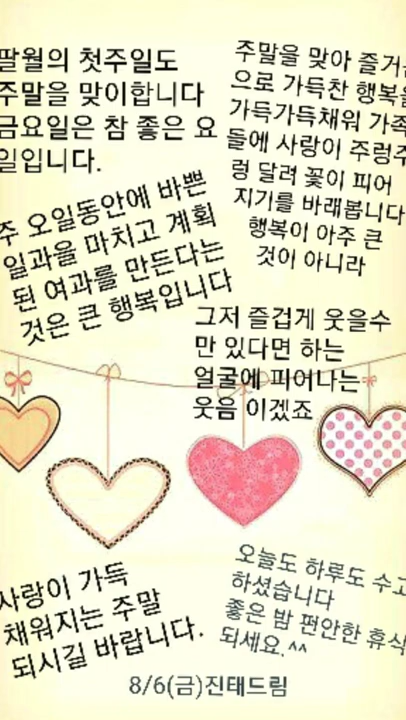 팔월의 첫주일도
주말을 맞이합니다
금요일은 참 좋은 요
일입니다.
주 오일동안에 바쁜
일과을 마치고 계획
된 여과를 만든다는
것은 큰 행복입니다
주말을 맞아 즐거
으로 가득찬 행복을
가득가득채워 가족
들에 사랑이 주렁주
렁 달려 꽃이 피어
지기를 바래봅니다
행복이 아주 큰
것이 아니라
그저 즐겁게 웃을수
만 있다면 하는
얼굴에 피어나는
웃음 이겠죠
사랑이 가득
채워지는 주말
되시길 바랍니다.
오늘도 하루도 수고
하셨습니다
좋은 밤 편안한 휴식
되세요.^^
8/6(금)진태드림